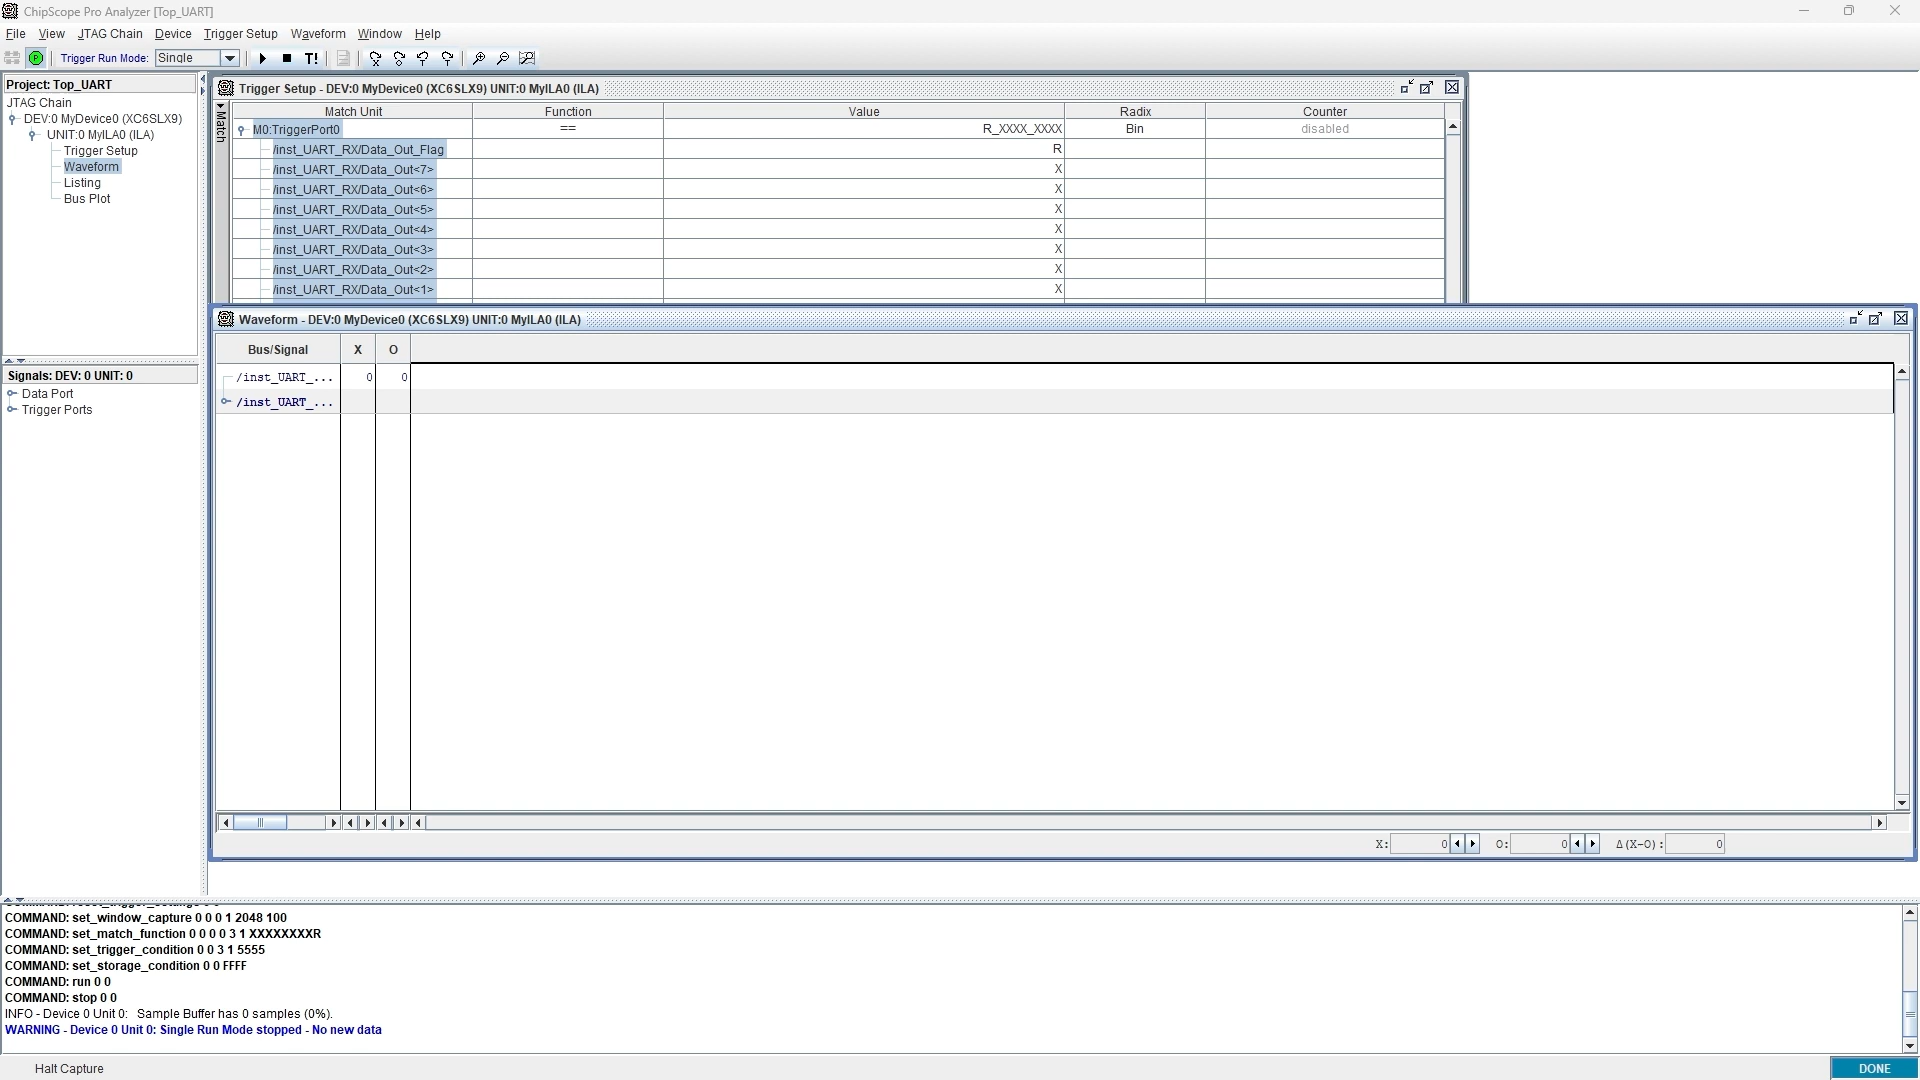 ChipScope Pro Analyzer [Top_UART]
File View JTAG Chain Device Trigger Setup Waveform Window Help
Trigger Run Mode: Single T!
Project: Top_UART
JTAG Chain
DEV:0 MyDevice0 (XC6SLX9)
UNIT:0 MyILA0 (ILA)
Trigger Setup
Waveform
Listing
Bus Plot
Signals: DEV: 0 UNIT: 0
Data Port
Trigger Ports
Trigger Setup - DEV:0 MyDevice0 (XC6SLX9) UNIT:0 MyILA0 (ILA)
Match
Match Unit Function Value Radix Counter
M0:TriggerPort0 == R_XXXX_XXXX Bin disabled
/inst_UART_RX/Data_Out_Flag R
/inst_UART_RX/Data_Out<7> X
/inst_UART_RX/Data_Out<6> X
/inst_UART_RX/Data_Out<5> X
/inst_UART_RX/Data_Out<4> X
/inst_UART_RX/Data_Out<3> X
/inst_UART_RX/Data_Out<2> X
/inst_UART_RX/Data_Out<1> X
Waveform - DEV:0 MyDevice0 (XC6SLX9) UNIT:0 MyILA0 (ILA)
Bus/Signal X O
/inst_UART_... 0 0
/inst_UART_...
X: 0 O: 0 Δ(X-O): 0
COMMAND: set_window_capture 0 0 0 1 2048 100
COMMAND: set_match_function 0 0 0 0 3 1 XXXXXXXXR
COMMAND: set_trigger_condition 0 0 3 1 5555
COMMAND: set_storage_condition 0 0 FFFF
COMMAND: run 0 0
COMMAND: stop 0 0
INFO - Device 0 Unit 0: Sample Buffer has 0 samples (0%).
WARNING - Device 0 Unit 0: Single Run Mode stopped - No new data
Halt Capture
DONE